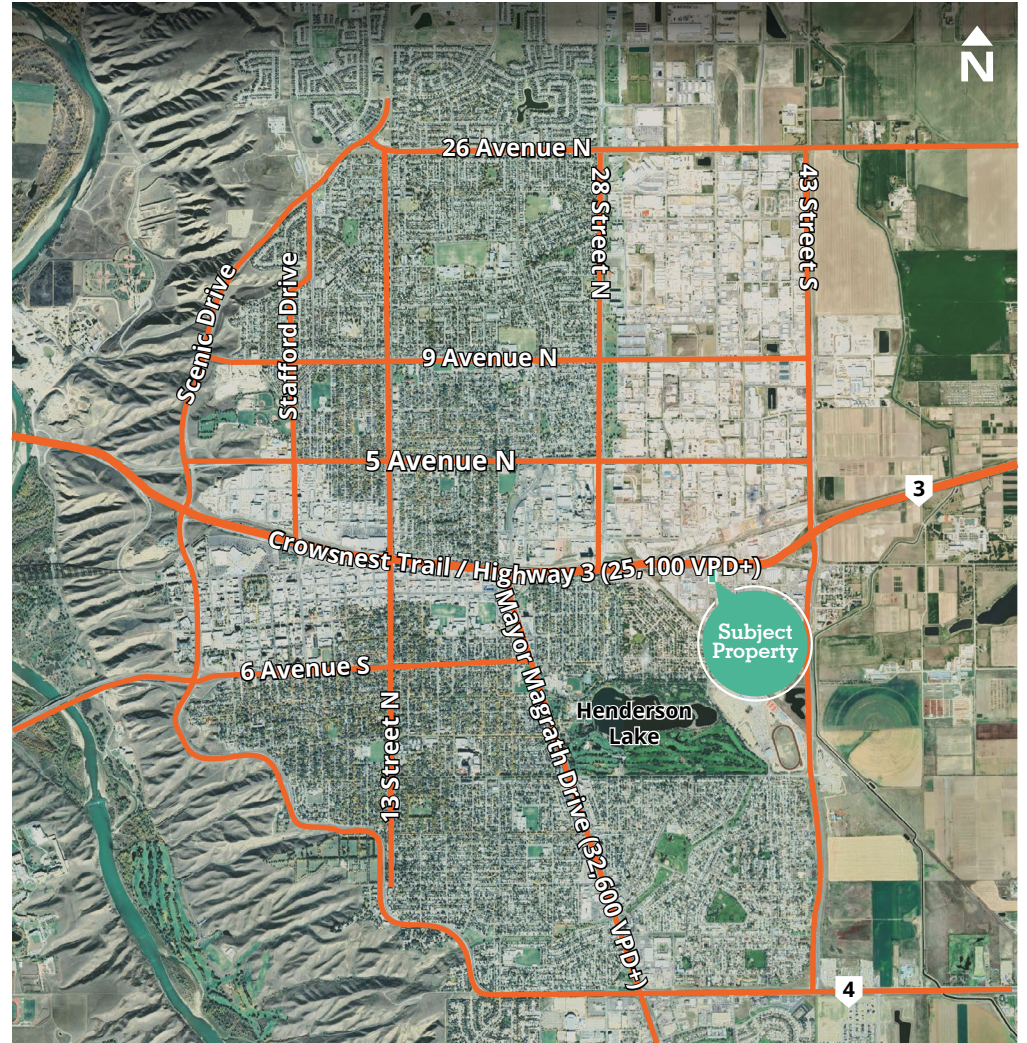 N
26 Avenue N
28 Street N
43 Street S
Scenic Drive
Stafford Drive
9 Avenue N
5 Avenue N
3
Crowsnest Trail / Highway 3 (25,100 VPD+)
Mayor Magrath Drive (32,600 VPD+)
Subject
Property
6 Avenue S
13 Street N
Henderson
Lake
4